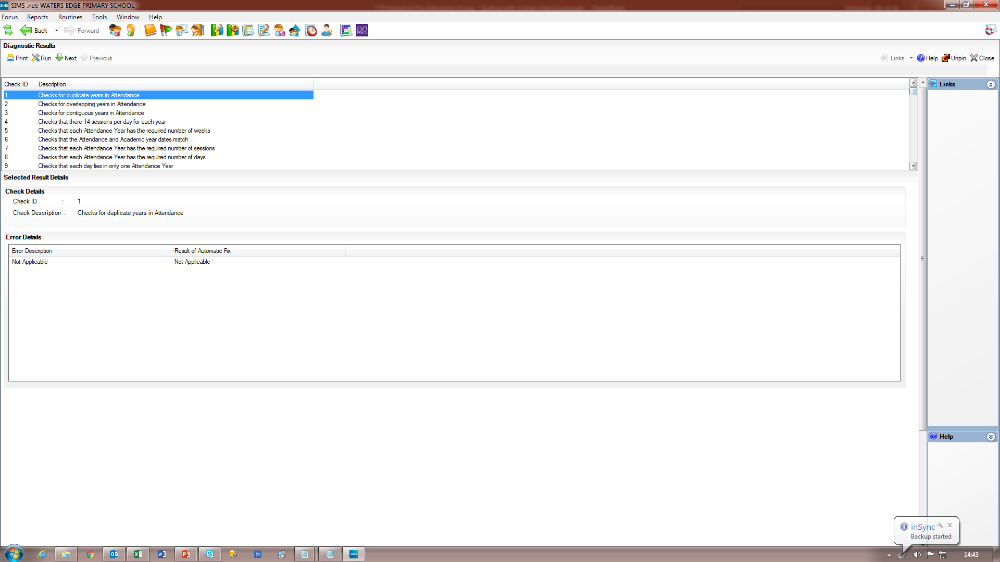 SIMS .net: WATERS EDGE PRIMARY SCHOOL
Focus Reports Routines Tools Window Help
Back Forward
Diagnostic Results
Print Run Next Previous Links Help Unpin Close
Check ID Description
1 Checks for duplicate years in Attendance
2 Checks for overlapping years in Attendance
3 Checks for contiguous years in Attendance
4 Checks that there 14 sessions per day for each year
5 Checks that each Attendance Year has the required number of weeks
6 Checks that the Attendance and Academic year dates match
7 Checks that each Attendance Year has the required number of sessions
8 Checks that each Attendance Year has the required number of days
9 Checks that each day lies in only one Attendance Year
Links
Selected Result Details
Check Details
Check ID : 1
Check Description : Checks for duplicate years in Attendance
Error Details
Error Description Result of Automatic Fix
Not Applicable Not Applicable
Help
inSync
Backup started
SIMS
14:43